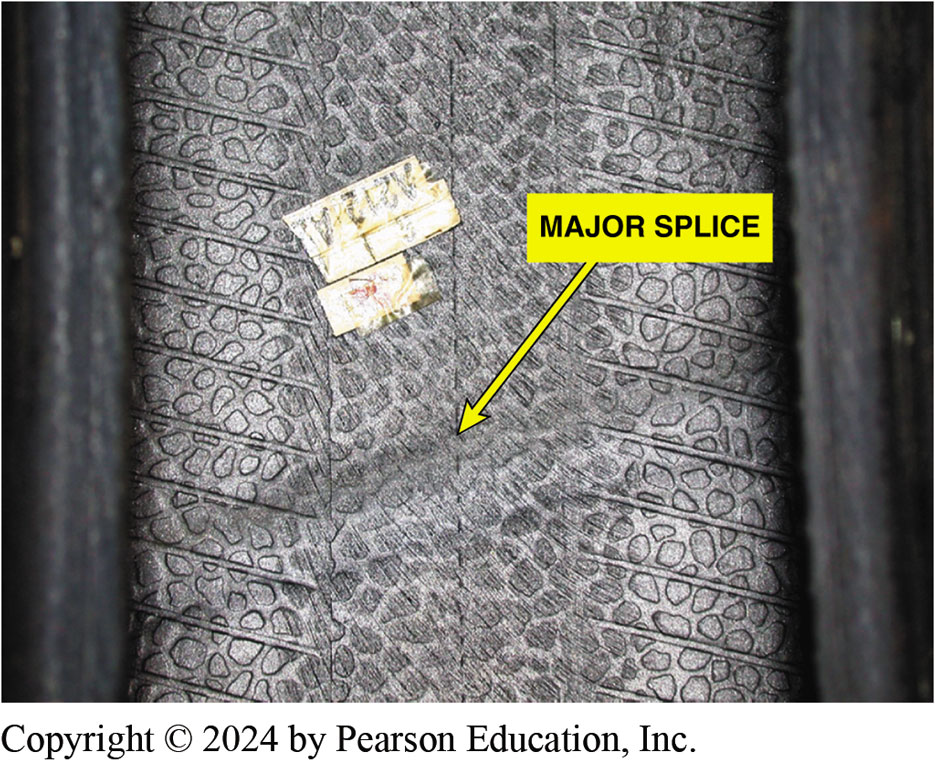 MAJOR SPLICE
Copyright © 2024 by Pearson Education, Inc.